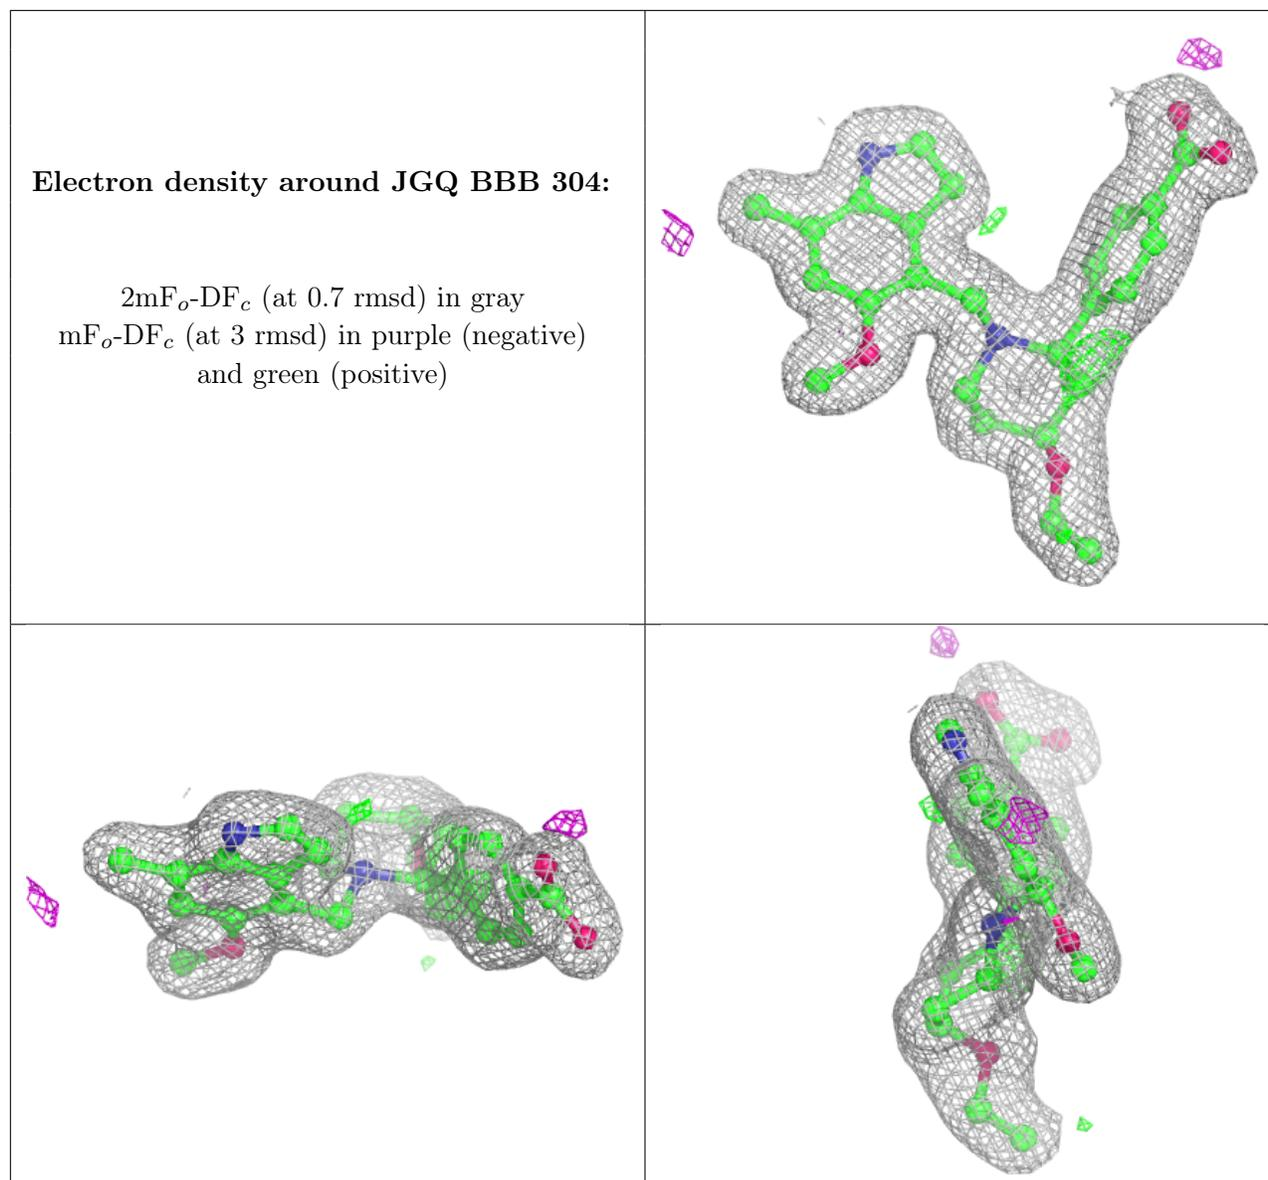 Electron density around JGQ BBB 304:
2mFo-DFc (at 0.7 rmsd) in gray
mFo-DFc (at 3 rmsd) in purple (negative)
and green (positive)